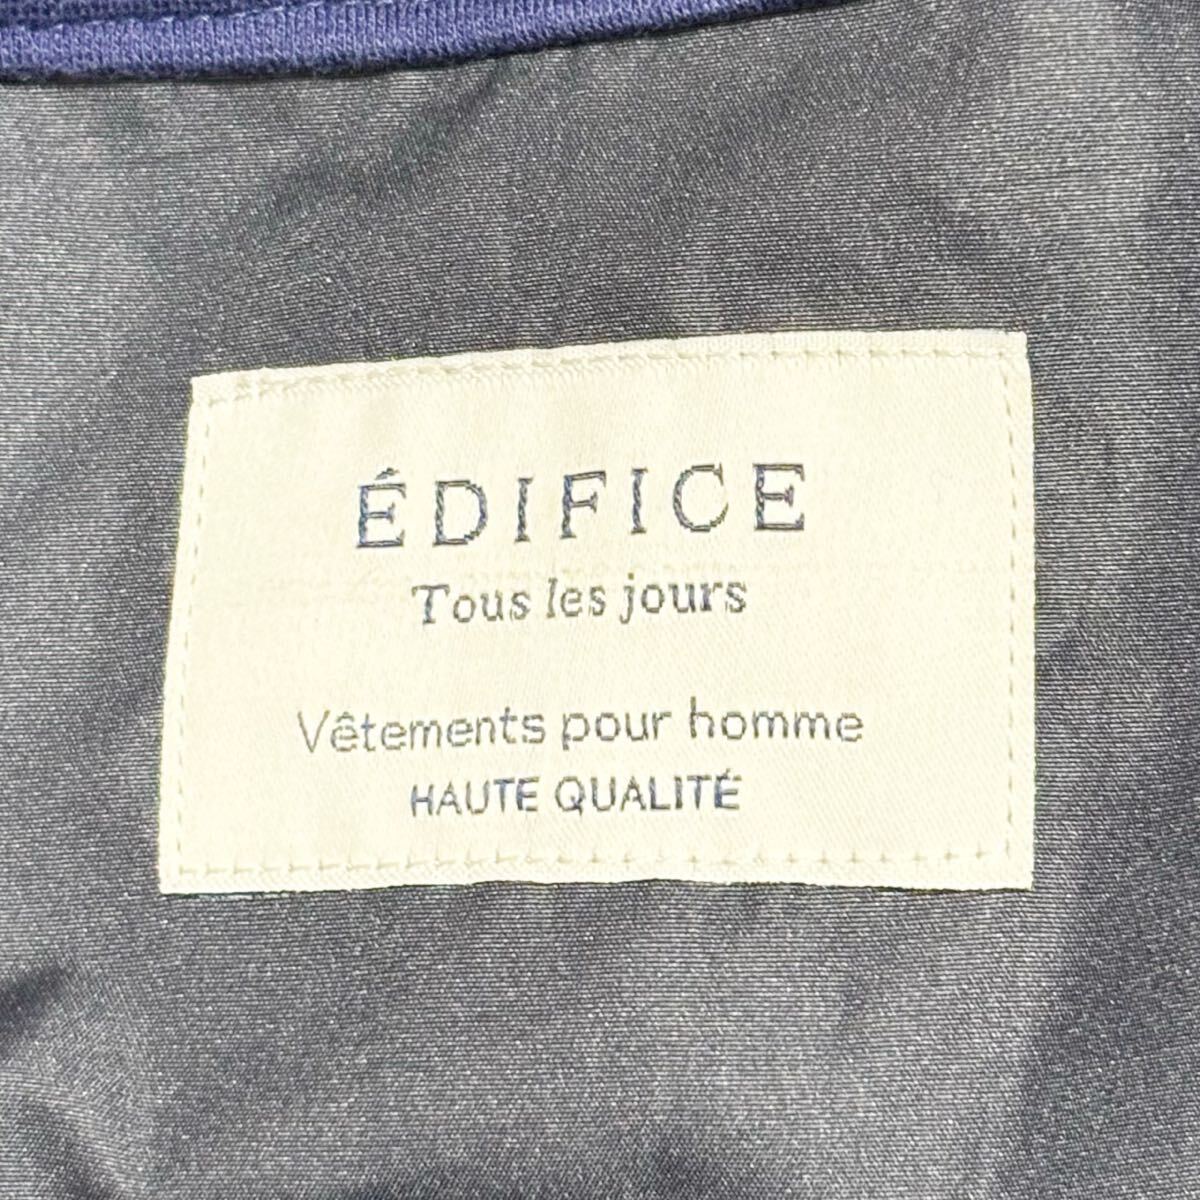 ÉDIFICE
Tous les jours
Vêtements pour homme
HAUTE QUALITÉ